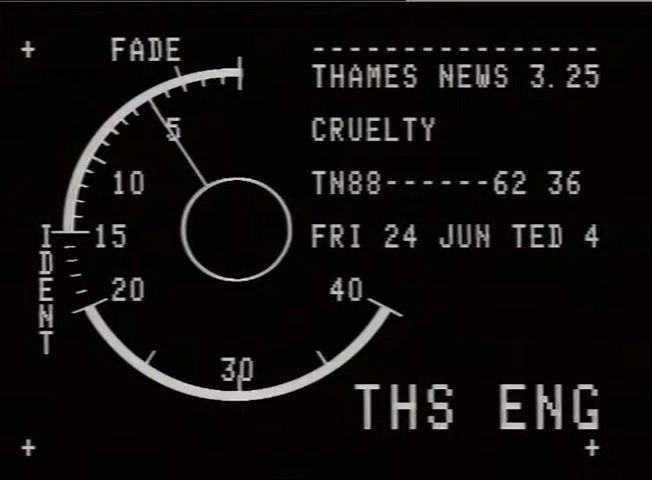 FADE
----------------
THAMES NEWS 3.25
CRUELTY
TN88------62 36
FRI 24 JUN TED 4
5
10
15
20
30
40
IDENT
THS ENG